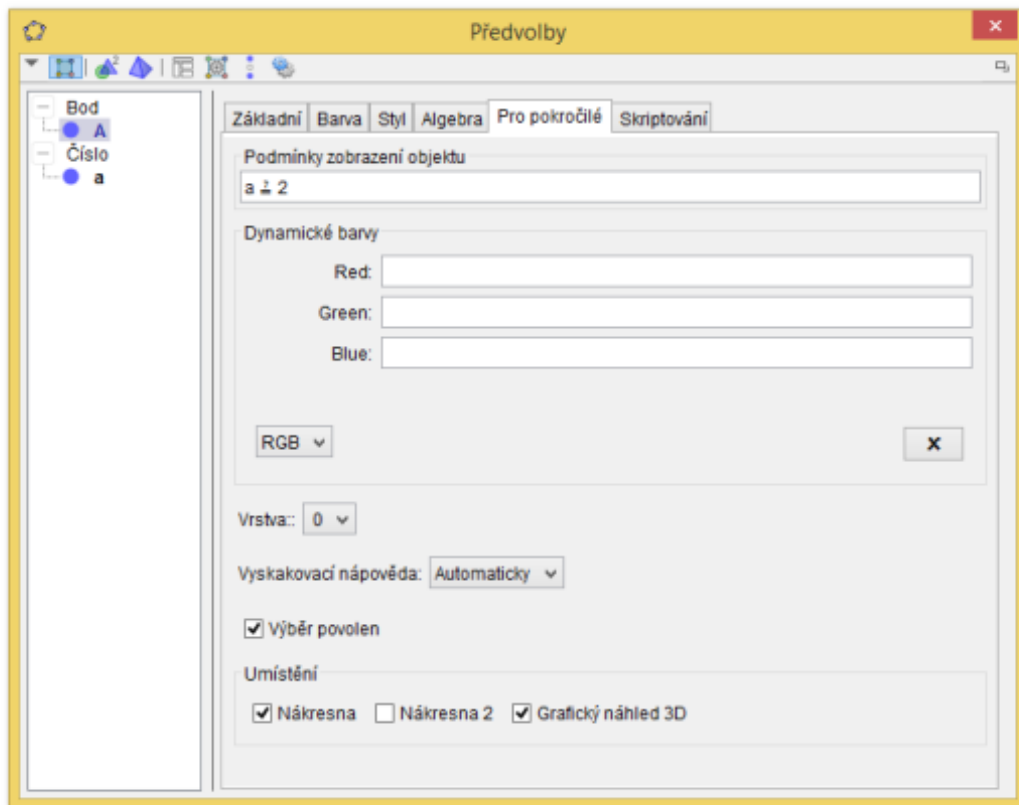 Předvolby
Bod
A
Číslo
a
Základní Barva Styl Algebra Pro pokročilé Skriptování
Podmínky zobrazení objektu
a ≟ 2
Dynamické barvy
Red:
Green:
Blue:
RGB
Vrstva:: 0
Vyskakovací nápověda: Automaticky
Výběr povolen
Umístění
Nákresna Nákresna 2 Grafický náhled 3D